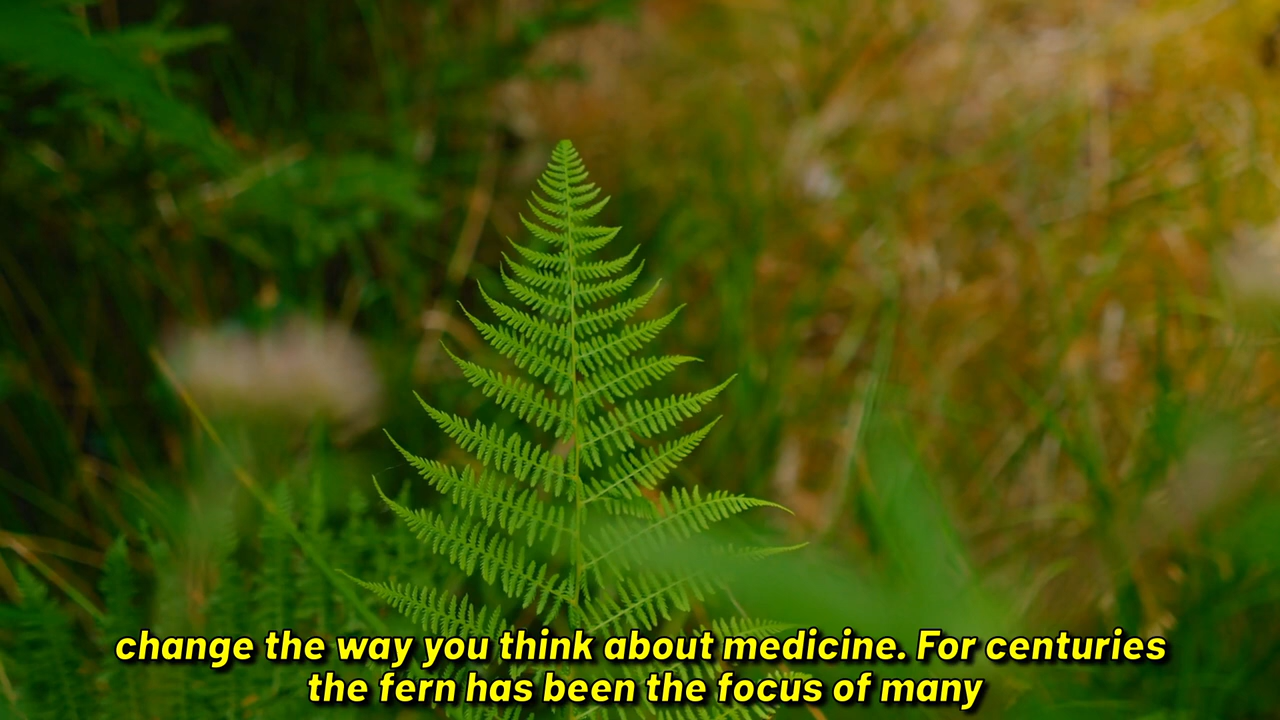 change the way you think about medicine. For centuries
the fern has been the focus of many